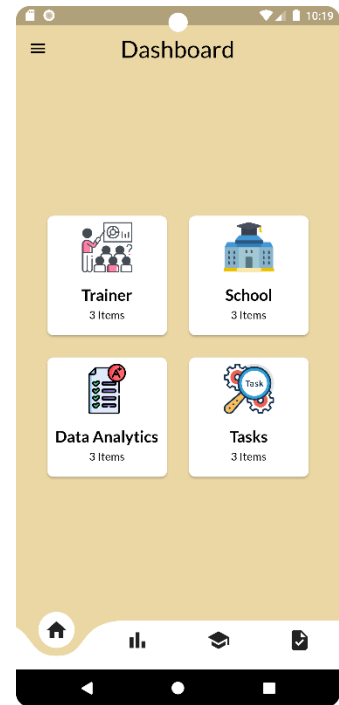 10:19
Dashboard
Trainer
3 Items
School
3 Items
A+
Data Analytics
3 Items
Task
Tasks
3 Items